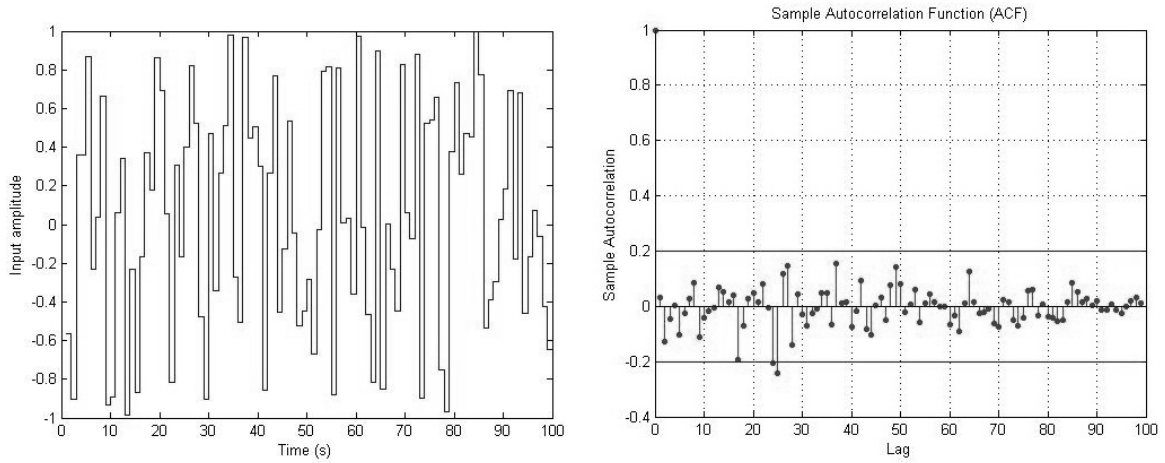 1
0.8
0.6
0.4
0.2
0
-0.2
-0.4
-0.6
-0.8
-1
Input amplitude
0 10 20 30 40 50 60 70 80 90 100
Time (s)
Sample Autocorrelation Function (ACF)
1
0.8
0.6
0.4
0.2
0
-0.2
-0.4
Sample Autocorrelation
0 10 20 30 40 50 60 70 80 90 100
Lag